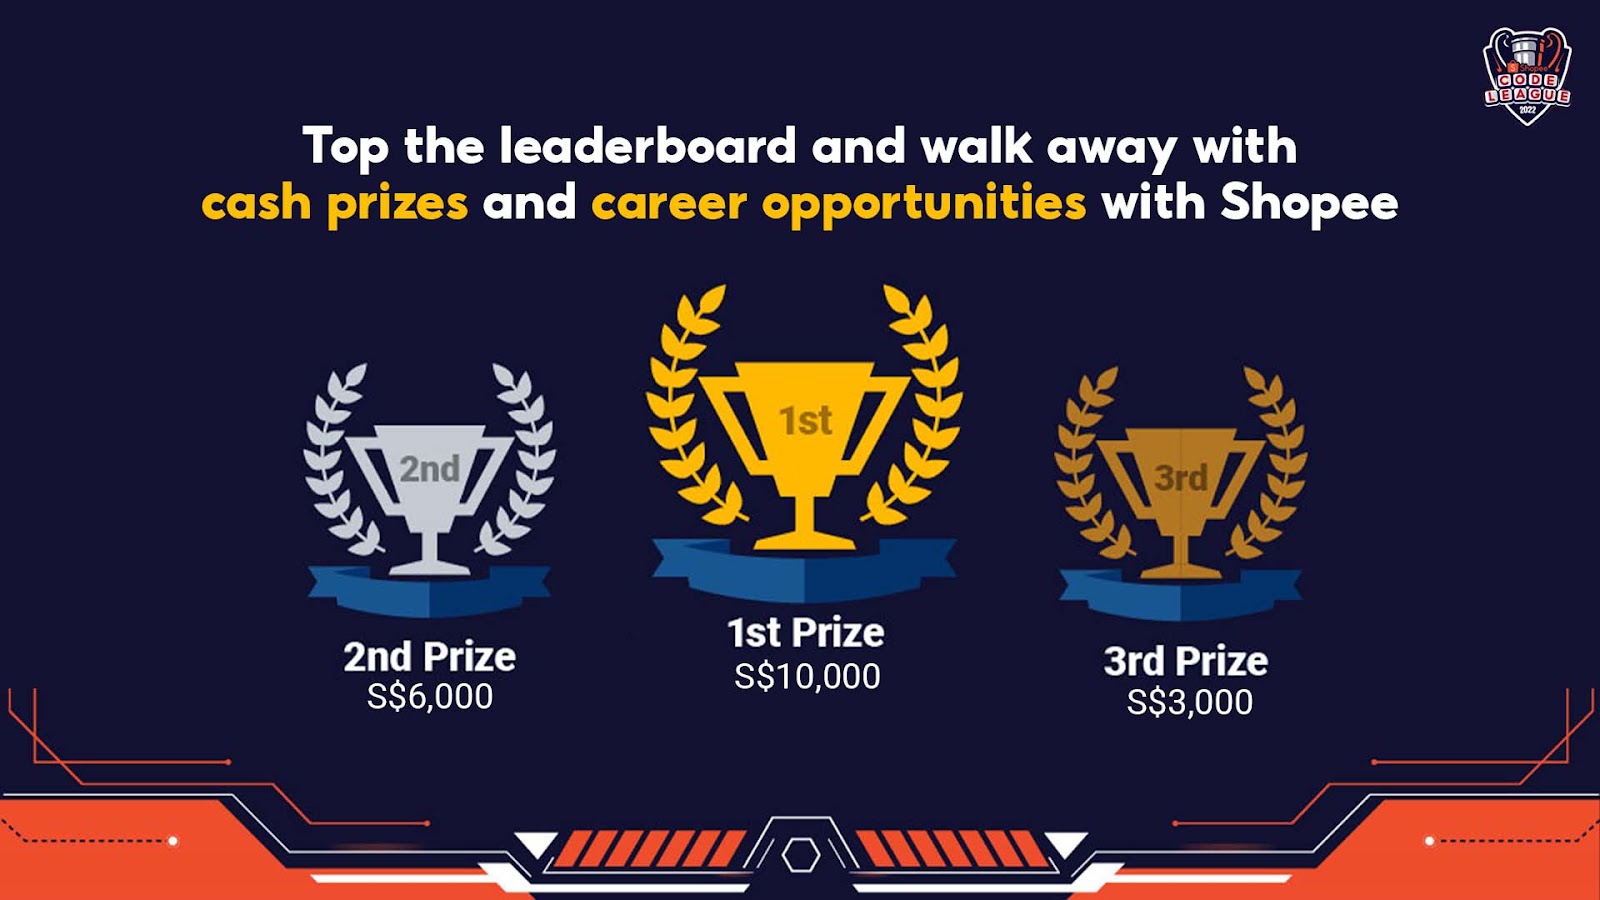 Shopee
CODE
LEAGUE
2022
Top the leaderboard and walk away with
cash prizes and career opportunities with Shopee
2nd
1st
3rd
2nd Prize
S$6,000
1st Prize
S$10,000
3rd Prize
S$3,000